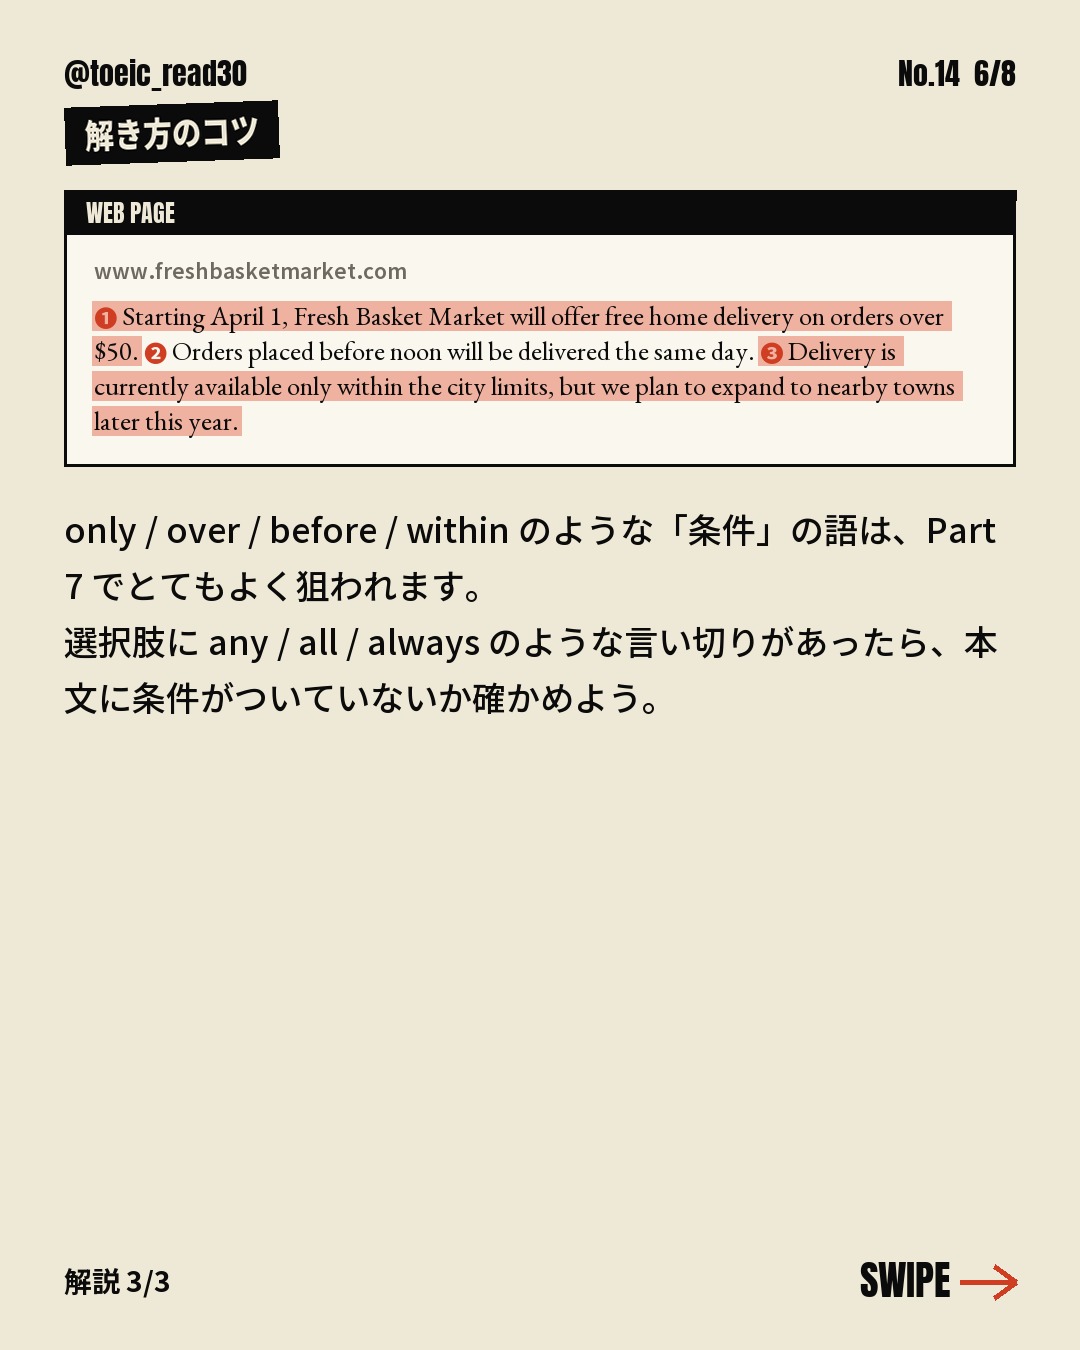 @toeic_read30
No.14 6/8
解き方のコツ
WEB PAGE
www.freshbasketmarket.com
❶ Starting April 1, Fresh Basket Market will offer free home delivery on orders over
$50. ❷ Orders placed before noon will be delivered the same day. ❸ Delivery is
currently available only within the city limits, but we plan to expand to nearby towns
later this year.
only / over / before / within のような「条件」の語は、Part
7 でとてもよく狙われます。
選択肢に any / all / always のような言い切りがあったら、本
文に条件がついていないか確かめよう。
解説 3/3
SWIPE